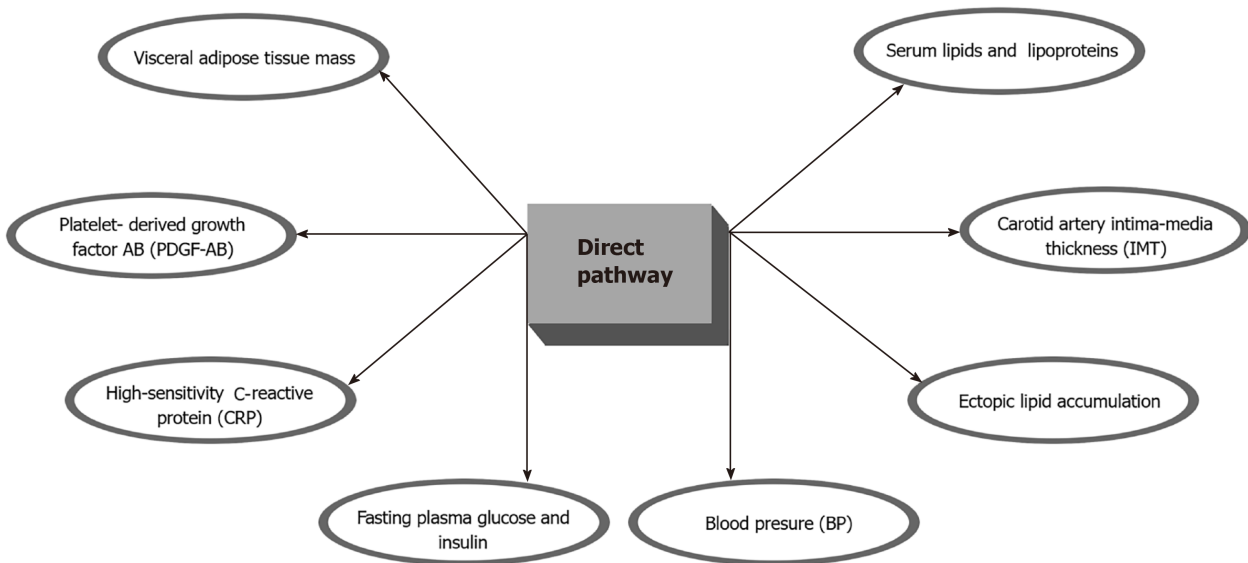 Visceral adipose tissue mass
Serum lipids and lipoproteins
Platelet- derived growth
factor AB (PDGF-AB)
Direct
pathway
Carotid artery intima-media
thickness (IMT)
High-sensitivity C-reactive
protein (CRP)
Ectopic lipid accumulation
Fasting plasma glucose and
insulin
Blood presure (BP)